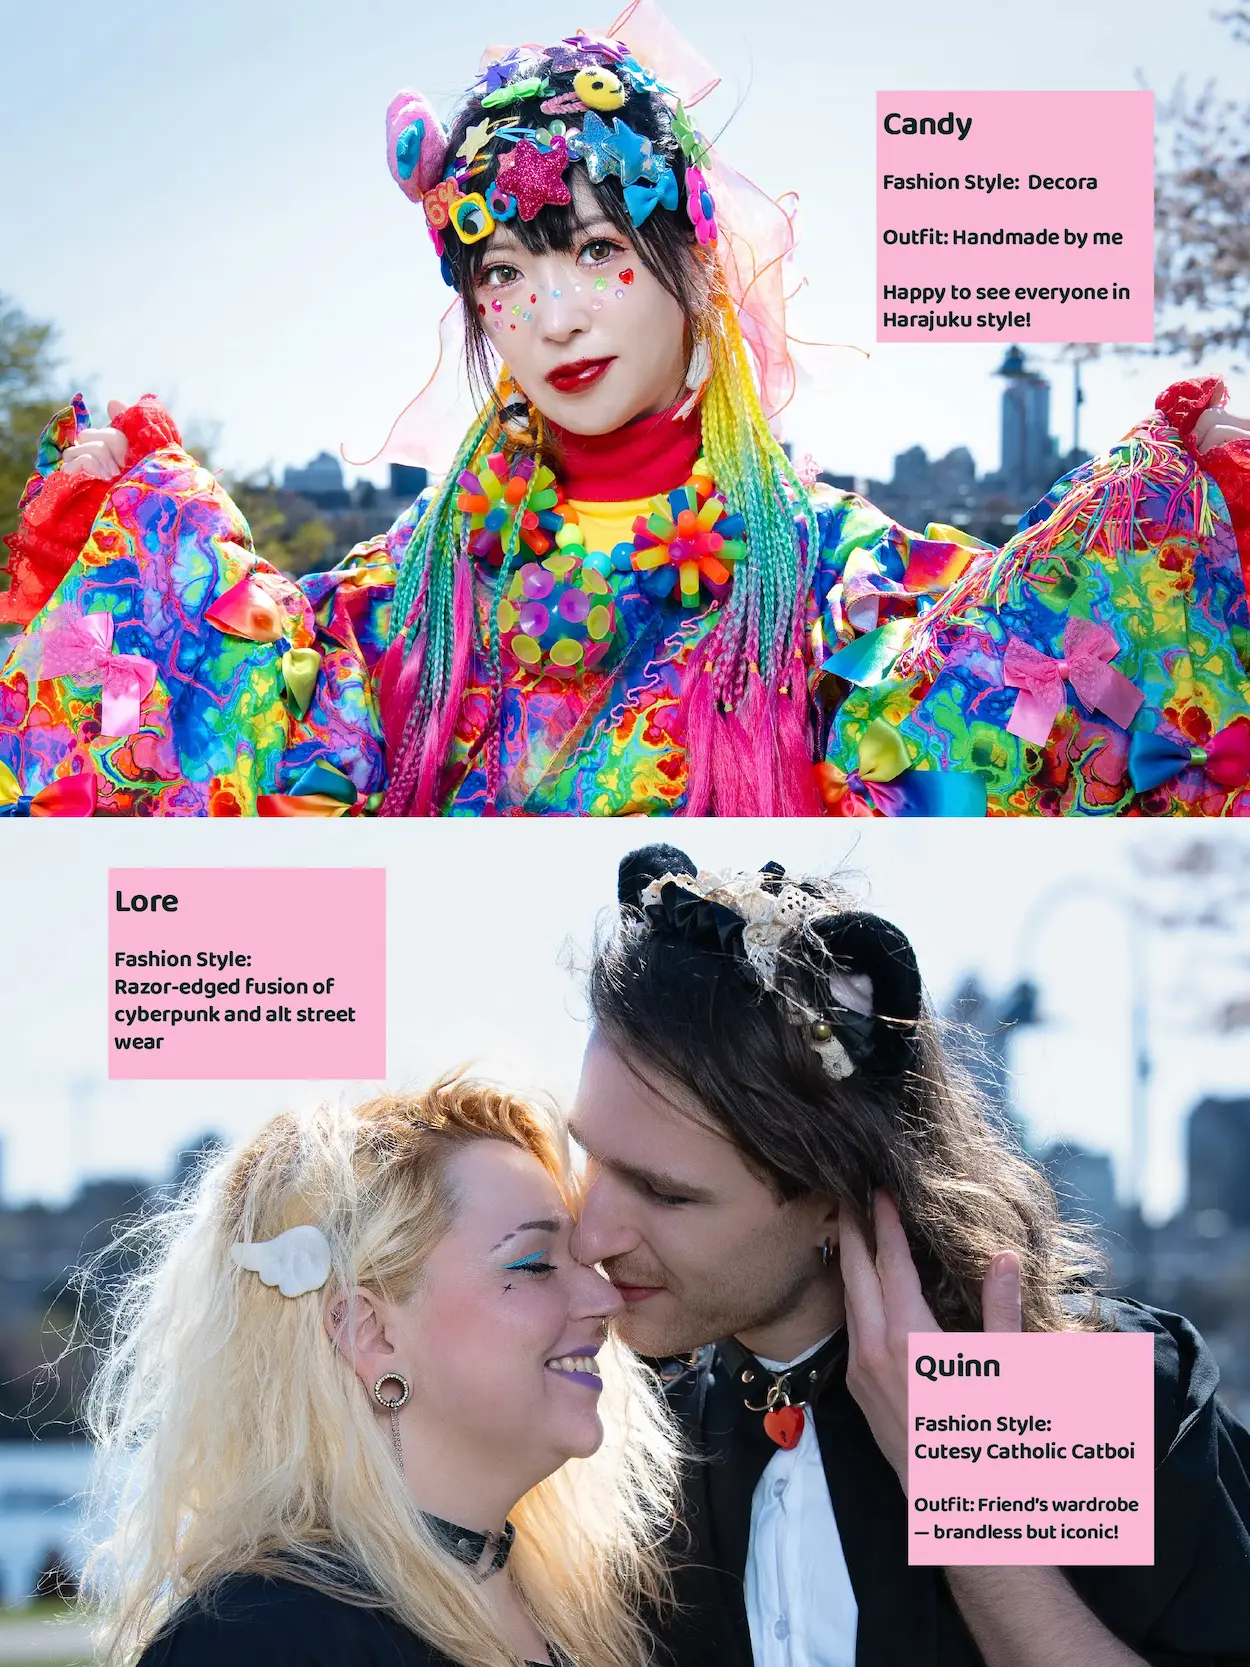 Candy
Fashion Style: Decora
Outfit: Handmade by me
Happy to see everyone in
Harajuku style!
Lore
Fashion Style:
Razor-edged fusion of
cyberpunk and alt street
wear
Quinn
Fashion Style:
Cutesy Catholic Catboi
Outfit: Friend's wardrobe
— brandless but iconic!